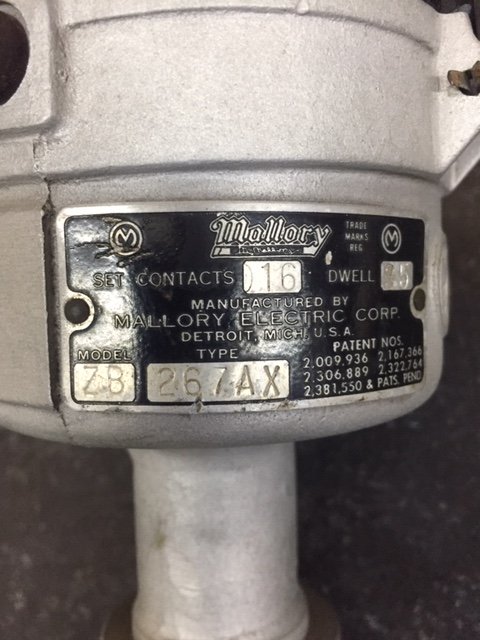 M Mallory TRADE MARKS REG M
SET CONTACTS .016 DWELL
MANUFACTURED BY
MALLORY ELECTRIC CORP.
DETROIT, MICH. U.S.A.
MODEL TYPE PATENT NOS.
ZB 267AX
2,009,936 2,167,366
2,306,889 2,322,764
2,381,550 & PATS. PEND.